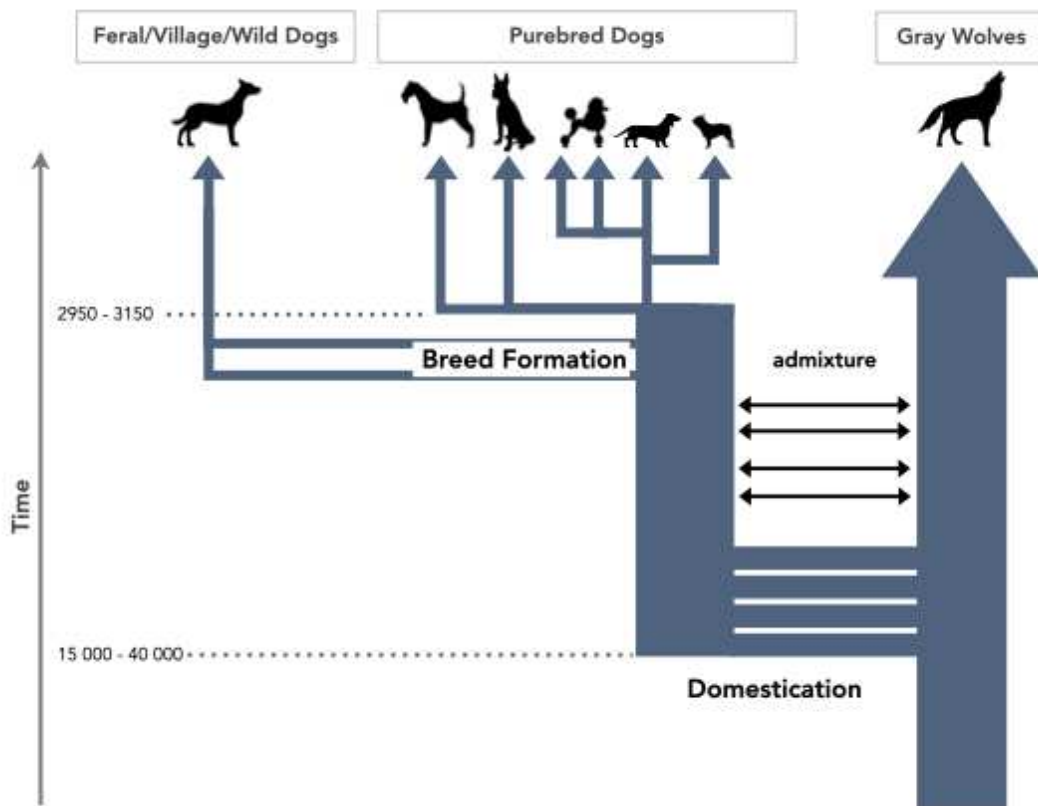 Feral/Village/Wild Dogs
Purebred Dogs
Gray Wolves
2950 - 3150
Breed Formation
admixture
Time
15 000 - 40 000
Domestication